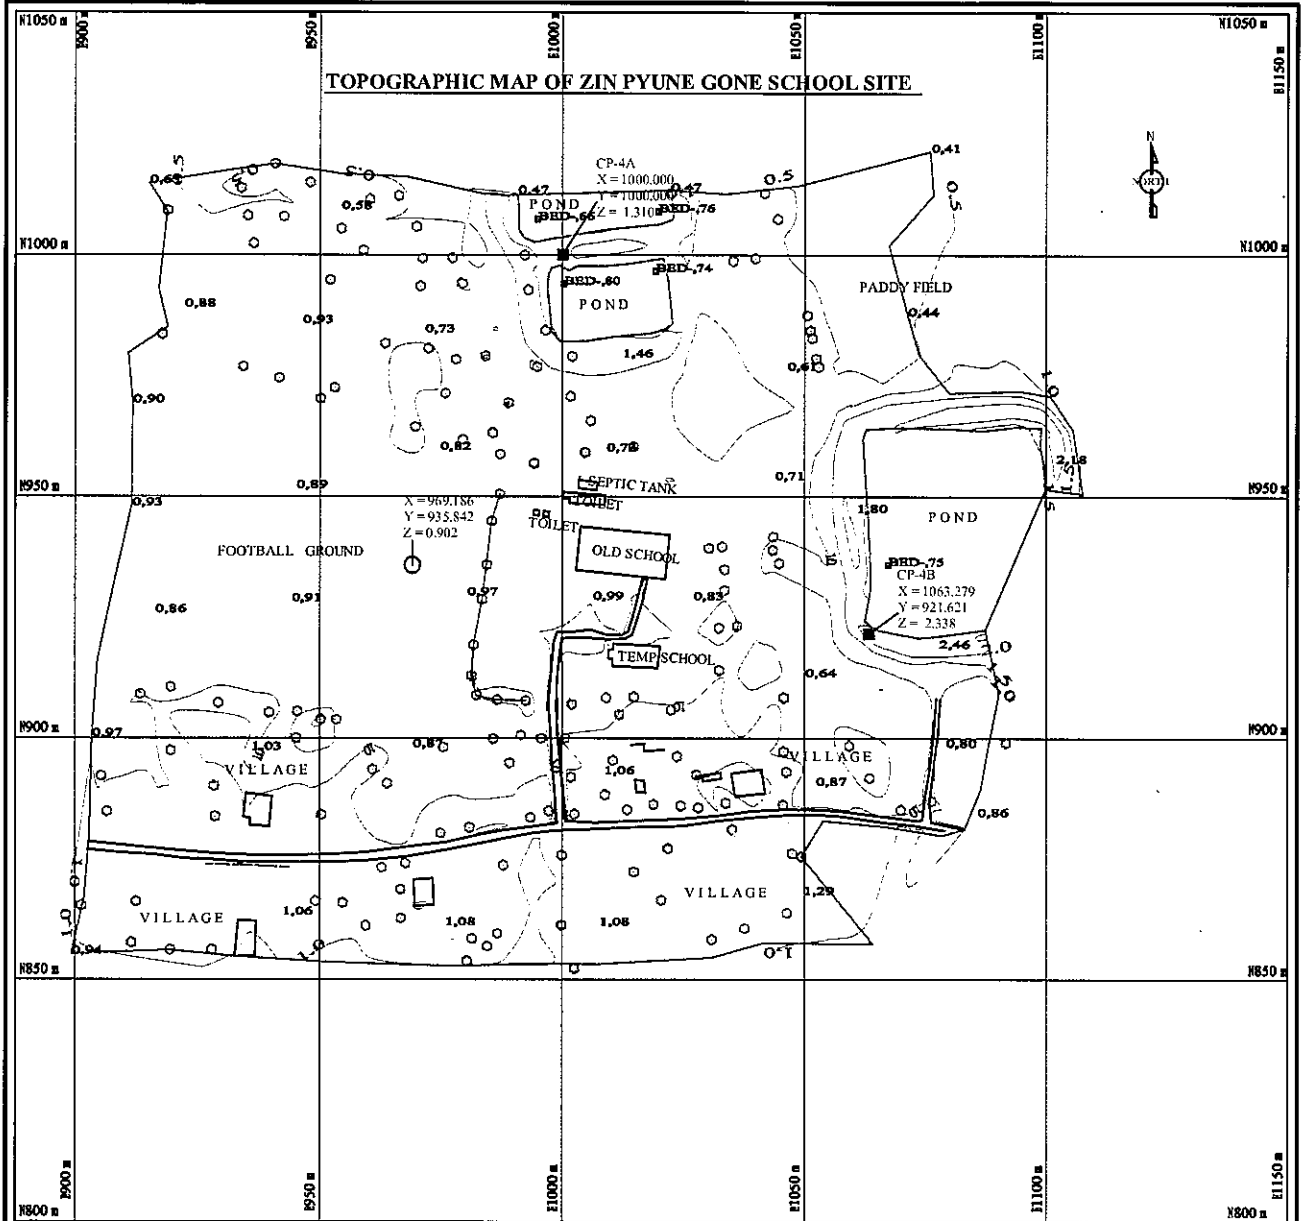 N1050 m
E900
E950
E1000 m
E1050 m
E1100 m
N1050 m
E1150 m
TOPOGRAPHIC MAP OF ZIN PYUNE GONE SCHOOL SITE
N
NORTH
CP-4A
X = 1000.000
Y = 1000.000
Z = 1.310
0,41
0.5
0.5
0,47
0,47
POND
BED-,66
BED-,76
0,58
N1000 m
N1000 m
BED-,74
BED-,80
POND
PADDY FIELD
0,44
0,88
0,93
0,73
1,46
0,61
0,90
0,82
0,71
2,18
0,89
SEPTIC TANK
N950 m
N950 m
0,93
X = 969.186
Y = 935.842
Z = 0.902
TOILET
TOILET
1,80
POND
FOOTBALL GROUND
OLD SCHOOL
BED-,75
CP-4B
X = 1063.279
Y = 921.621
Z = 2.338
0,86
0,91
0,97
0,99
0,83
2,46
TEMP SCHOOL
0,64
N900 m
N900 m
0,97
1,03
0,87
0,80
VILLAGE
1,06
VILLAGE
0,87
0,86
VILLAGE
1,06
1,08
1,08
VILLAGE
1,29
1.0
0,94
1.0
N850 m
N850 m
E900 m
E950 m
E1000 m
E1050 m
E1100 m
E1150 m
N800 m
N800 m